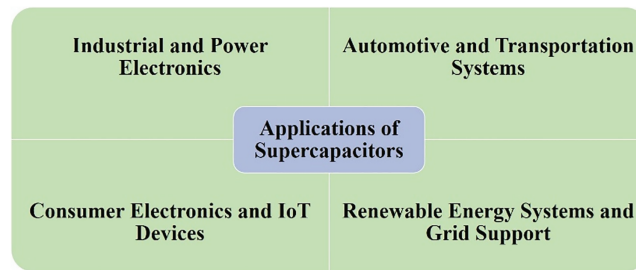 Industrial and Power
Electronics
Automotive and Transportation
Systems
Applications of
Supercapacitors
Consumer Electronics and IoT
Devices
Renewable Energy Systems and
Grid Support